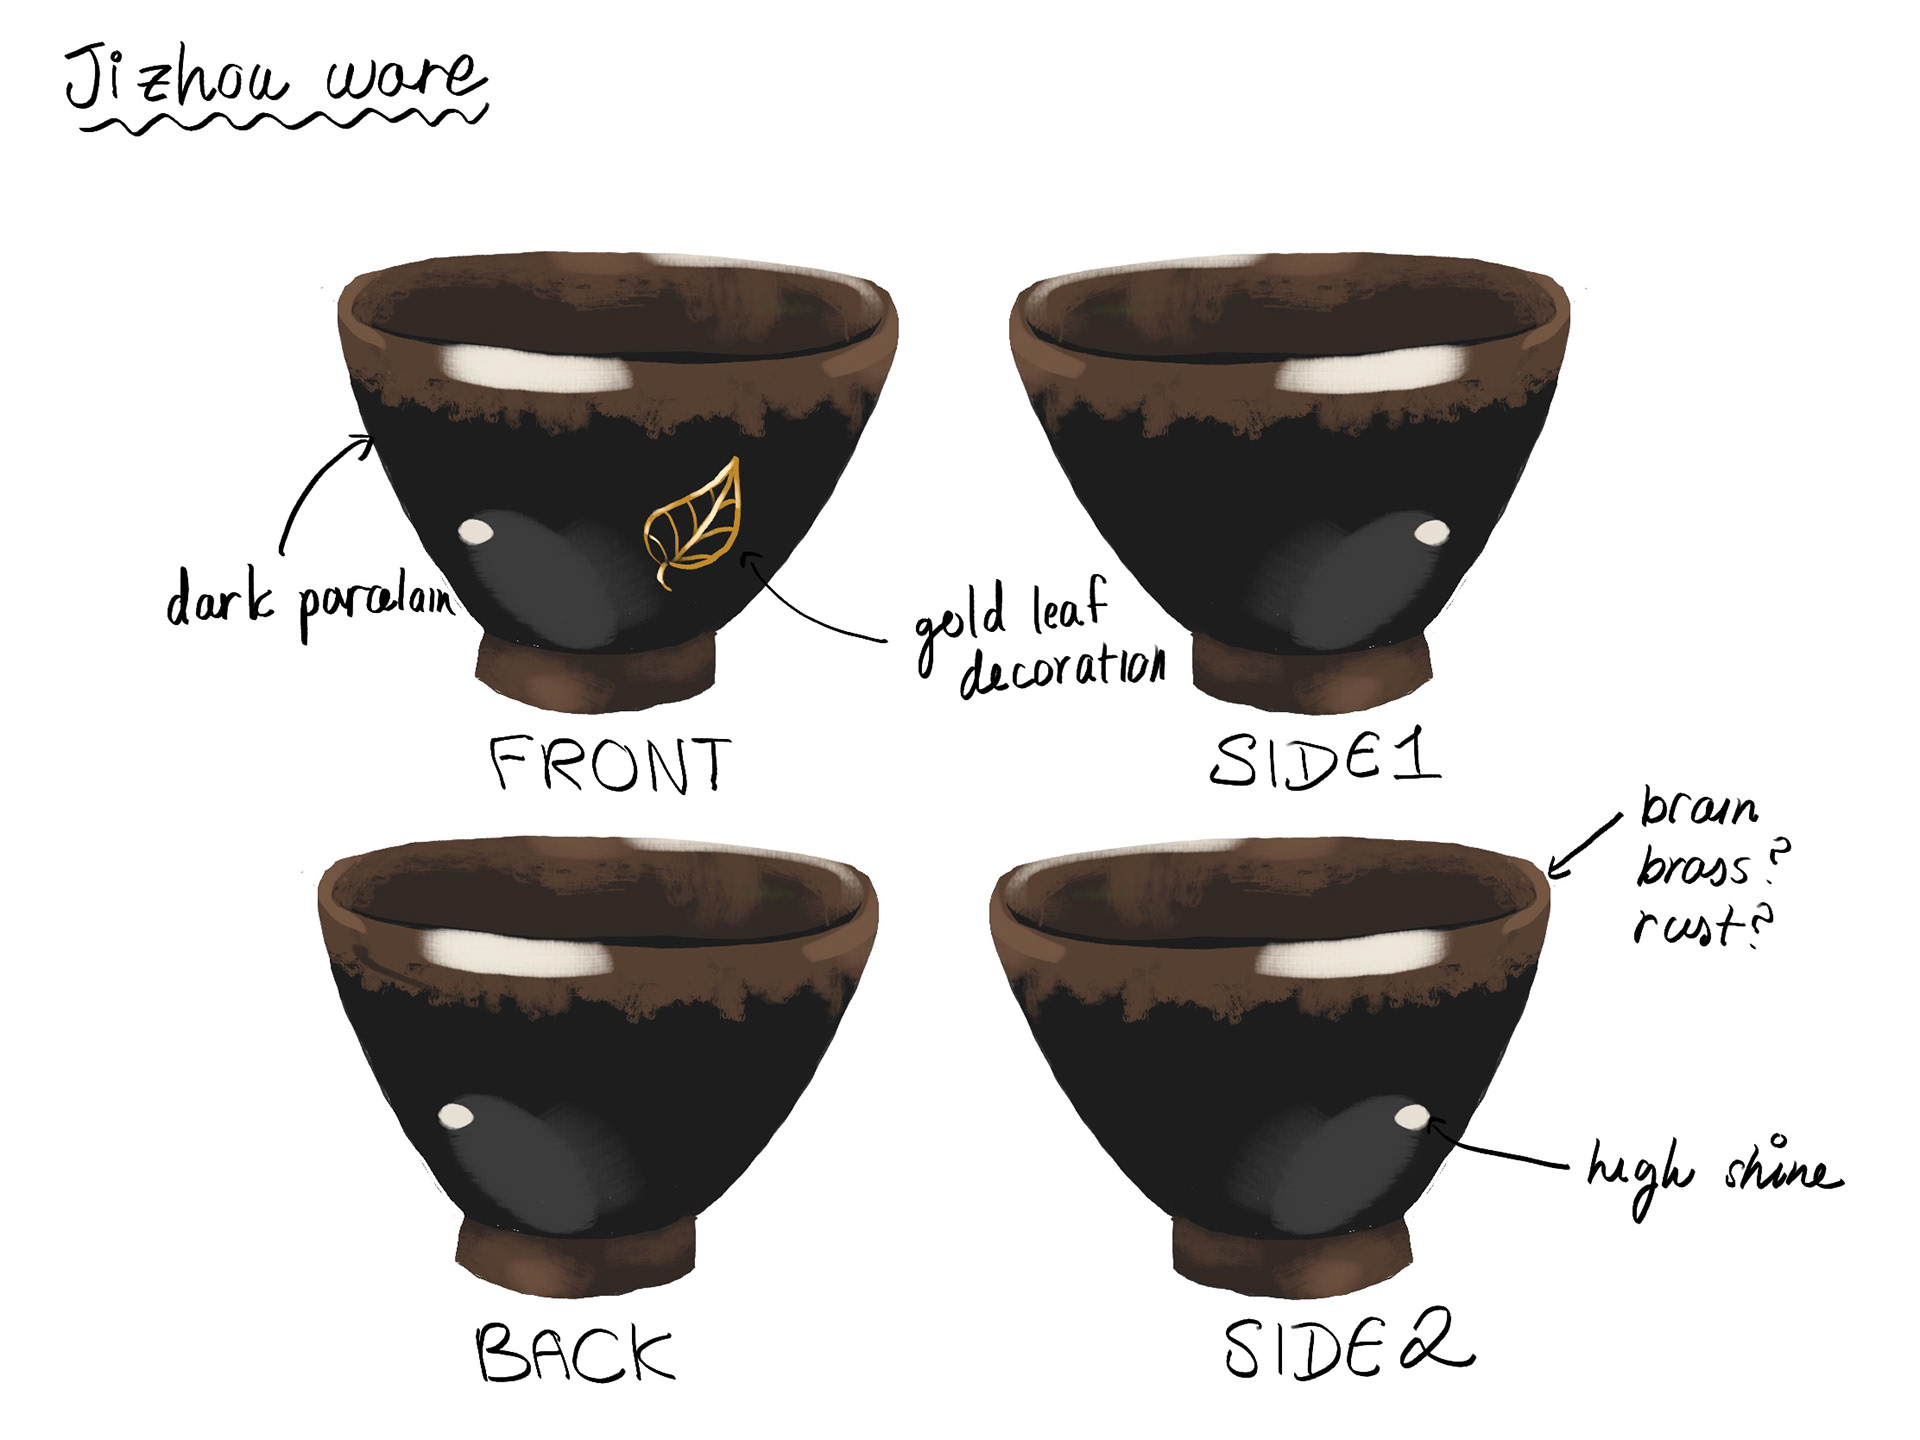 Jizhou ware
dark porcelain
gold leaf
decoration
FRONT
SIDE1
brown
brass?
rust?
high shine
BACK
SIDE2